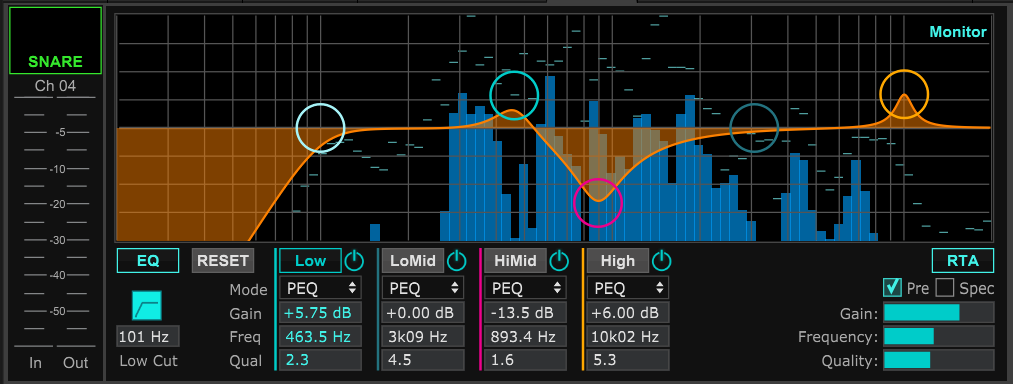 Monitor
SNARE
Ch 04
-5
-10
-20
-30
-40
-50
In Out
EQ RESET Low LoMid HiMid High RTA
Mode PEQ PEQ PEQ PEQ Pre Spec
Gain +5.75 dB +0.00 dB -13.5 dB +6.00 dB Gain:
101 Hz Freq 463.5 Hz 3k09 Hz 893.4 Hz 10k02 Hz Frequency:
Low Cut Qual 2.3 4.5 1.6 5.3 Quality: